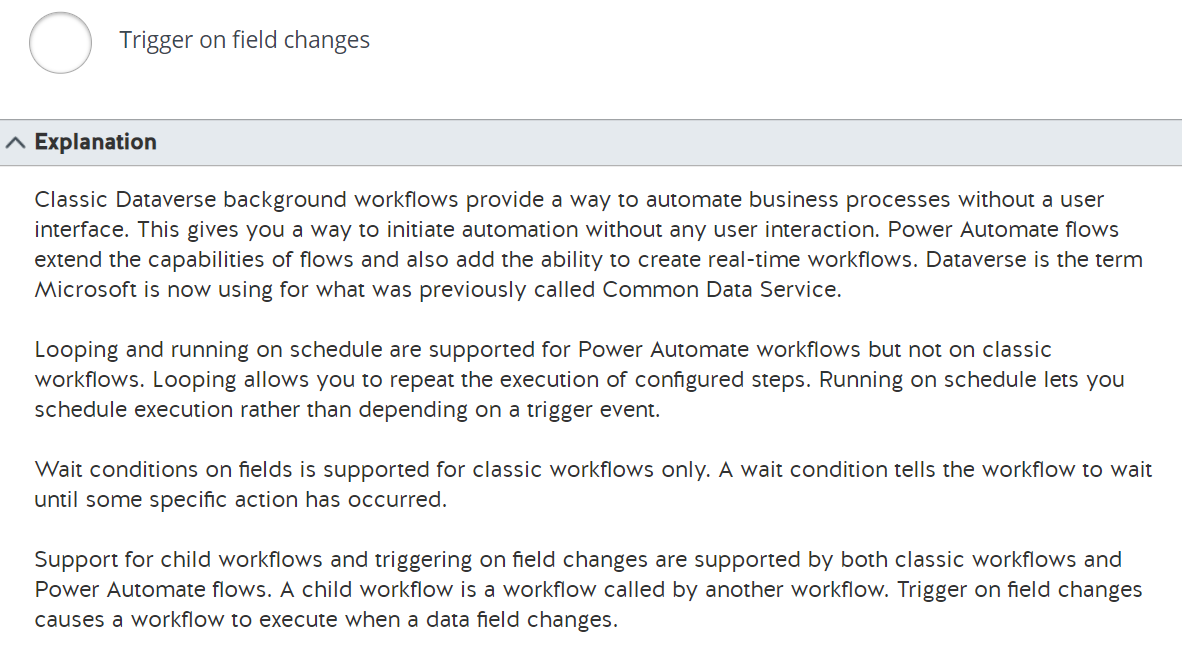 Trigger on field changes
Explanation
Classic Dataverse background workflows provide a way to automate business processes without a user
interface. This gives you a way to initiate automation without any user interaction. Power Automate flows
extend the capabilities of flows and also add the ability to create real-time workflows. Dataverse is the term
Microsoft is now using for what was previously called Common Data Service.
Looping and running on schedule are supported for Power Automate workflows but not on classic
workflows. Looping allows you to repeat the execution of configured steps. Running on schedule lets you
schedule execution rather than depending on a trigger event.
Wait conditions on fields is supported for classic workflows only. A wait condition tells the workflow to wait
until some specific action has occurred.
Support for child workflows and triggering on field changes are supported by both classic workflows and
Power Automate flows. A child workflow is a workflow called by another workflow. Trigger on field changes
causes a workflow to execute when a data field changes.